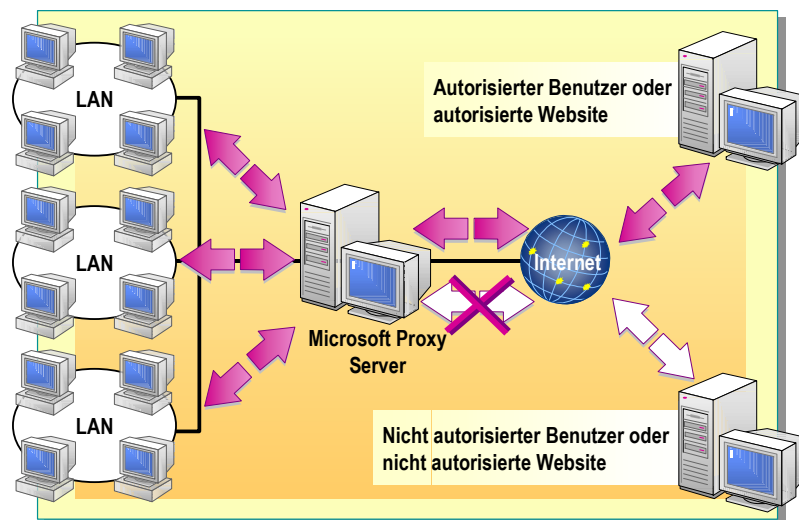 LAN
Autorisierter Benutzer oder
autorisierte Website
LAN
Internet
Microsoft Proxy
Server
LAN
Nicht autorisierter Benutzer oder
nicht autorisierte Website